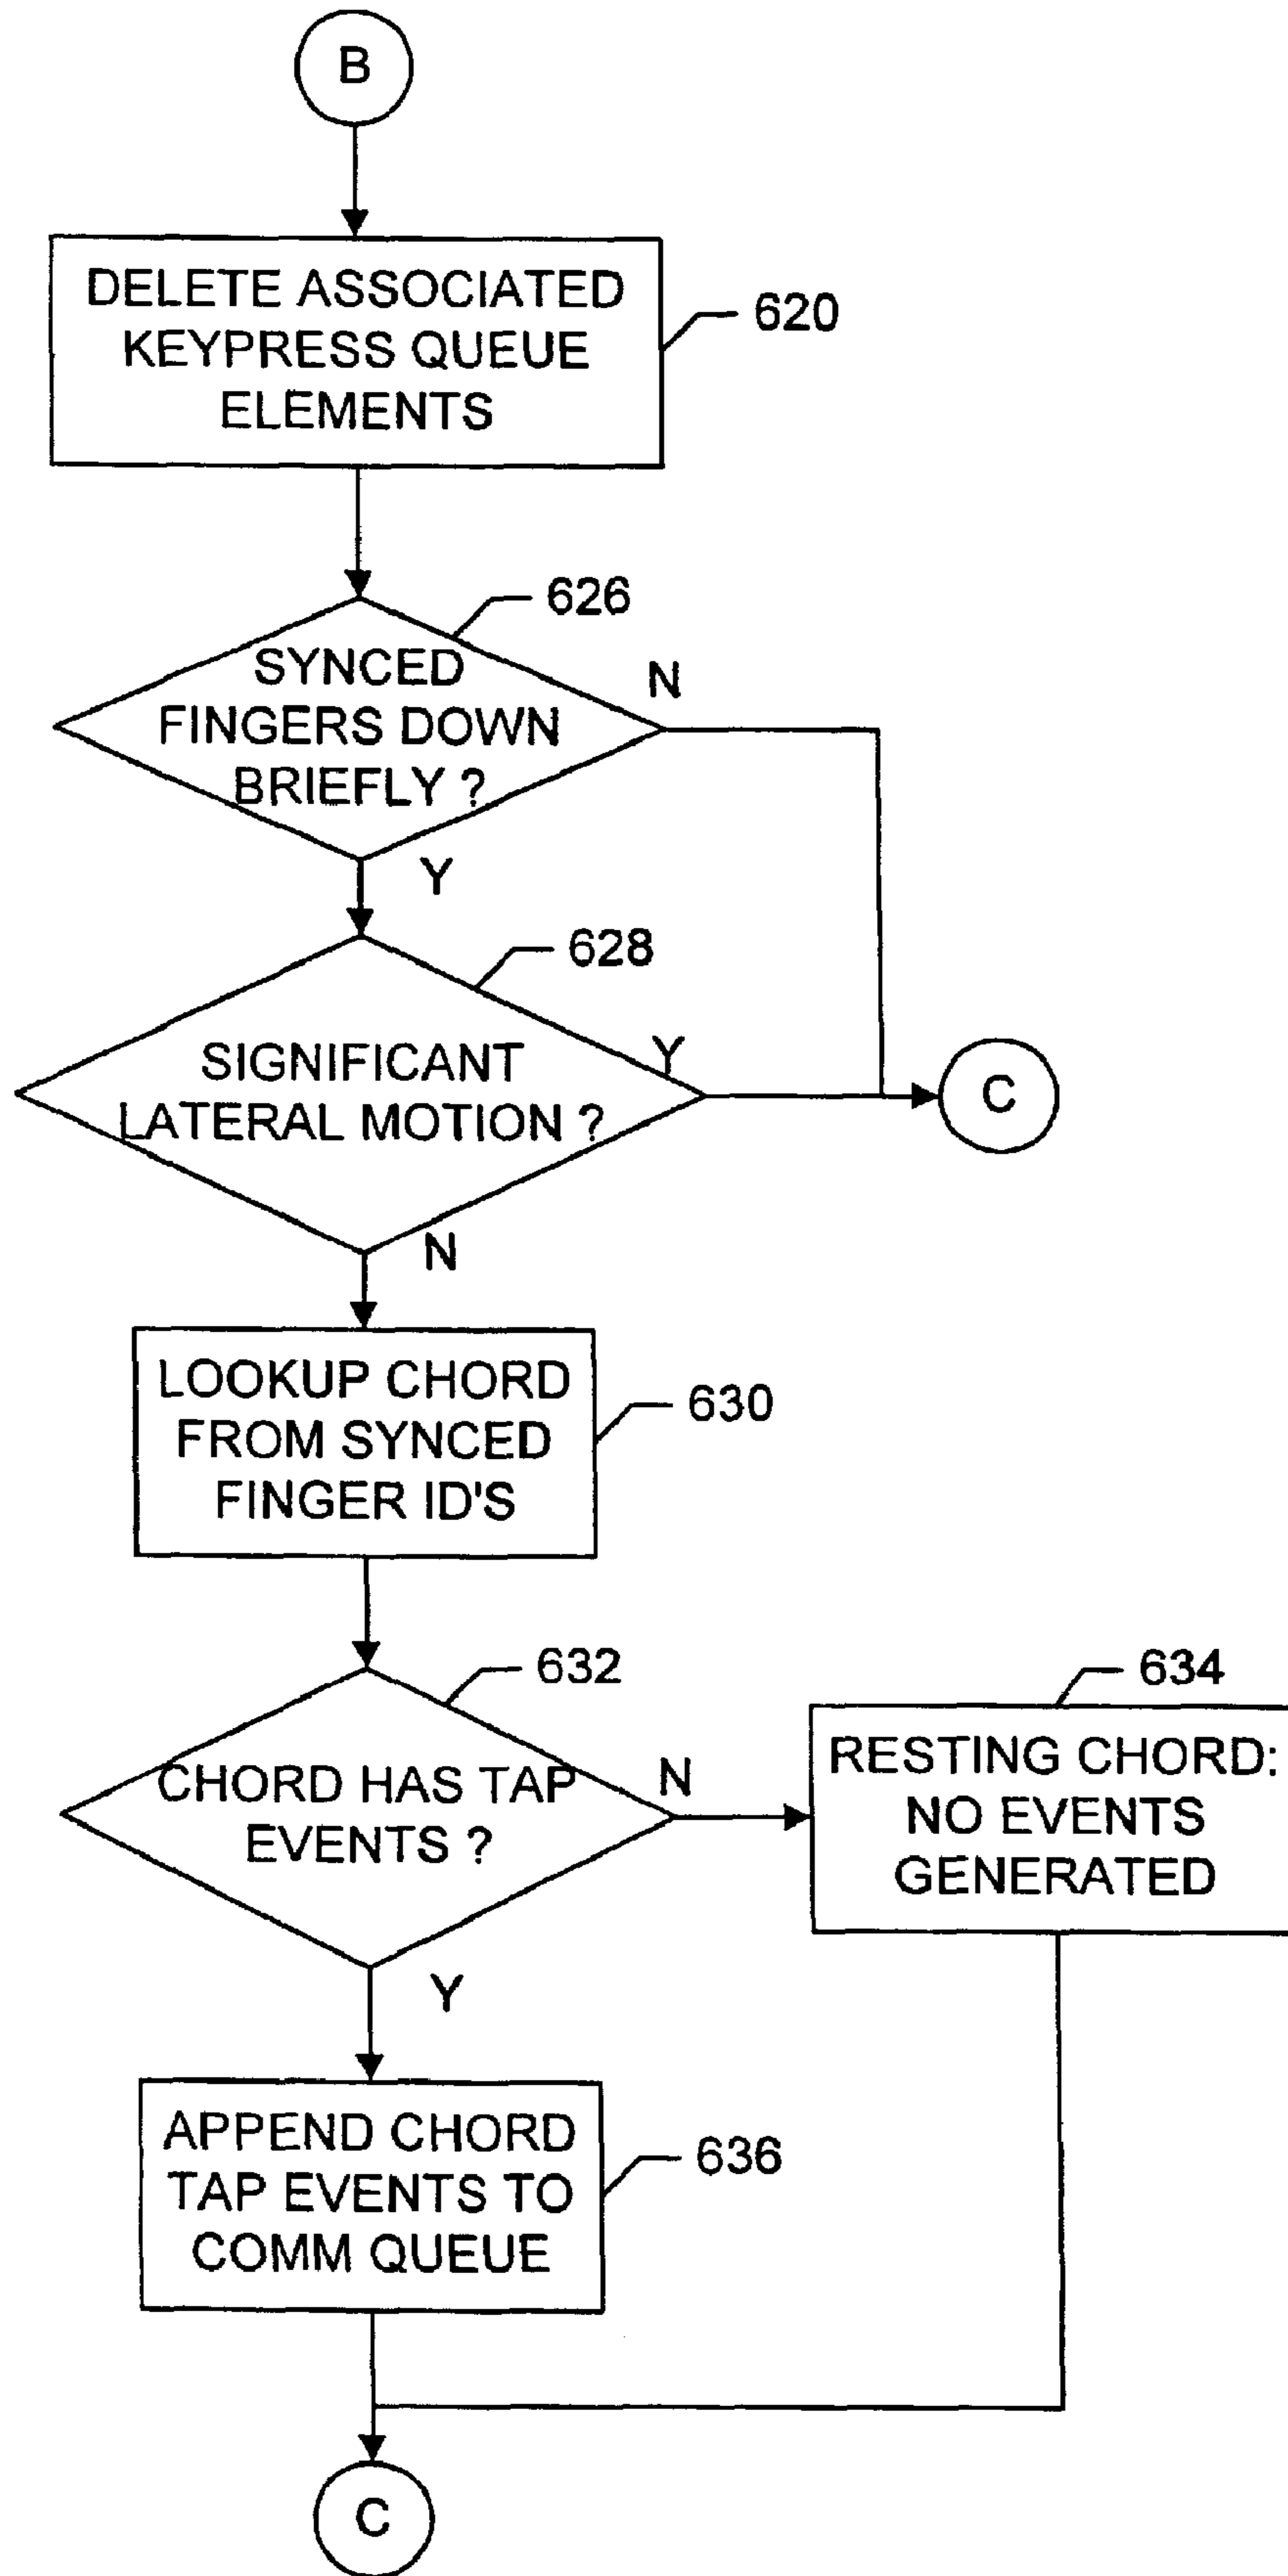 B
DELETE ASSOCIATED
KEYPRESS QUEUE
ELEMENTS
620
626
SYNCED
FINGERS DOWN
BRIEFLY ?
N
Y
628
SIGNIFICANT
LATERAL MOTION ?
Y
C
N
LOOKUP CHORD
FROM SYNCED
FINGER ID'S
630
632
CHORD HAS TAP
EVENTS ?
N
634
RESTING CHORD:
NO EVENTS
GENERATED
Y
APPEND CHORD
TAP EVENTS TO
COMM QUEUE
636
C